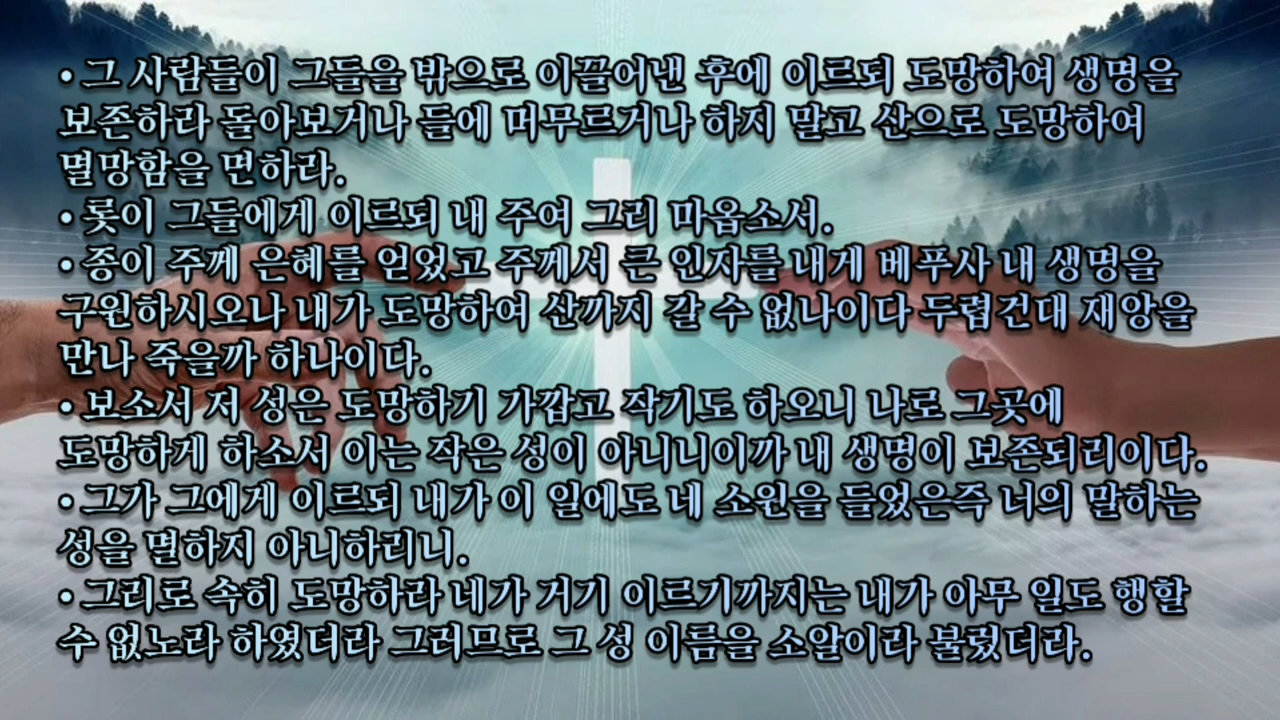 • 그 사람들이 그들을 밖으로 이끌어낸 후에 이르되 도망하여 생명을
보존하라 돌아보거나 들에 머무르거나 하지 말고 산으로 도망하여
멸망함을 면하라.
• 롯이 그들에게 이르되 내 주여 그리 마옵소서.
• 종이 주께 은혜를 얻었고 주께서 큰 인자를 내게 베푸사 내 생명을
구원하시오나 내가 도망하여 산까지 갈 수 없나이다 두렵건대 재앙을
만나 죽을까 하나이다.
• 보소서 저 성은 도망하기 가깝고 작기도 하오니 나로 그곳에
도망하게 하소서 이는 작은 성이 아니니이까 내 생명이 보존되리이다.
• 그가 그에게 이르되 내가 이 일에도 네 소원을 들었은즉 너의 말하는
성을 멸하지 아니하리니.
• 그리로 속히 도망하라 네가 거기 이르기까지는 내가 아무 일도 행할
수 없노라 하였더라 그러므로 그 성 이름을 소알이라 불렀더라.